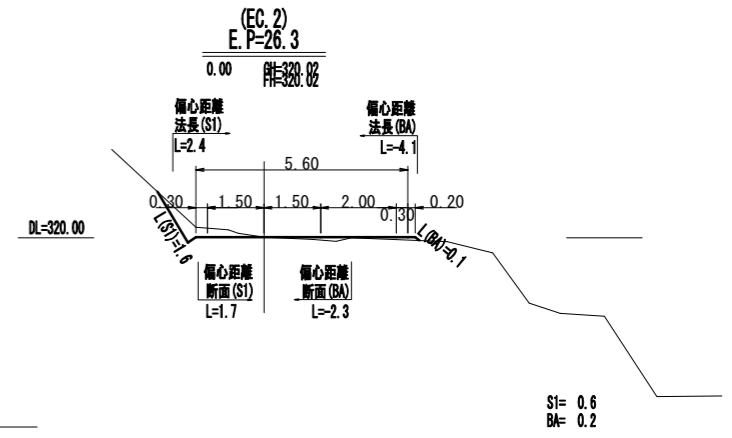 (EC.2)
E.P=26.3
0.00 GH=320.02
FH=320.02
偏心距離
法長(S1)
L=2.4
偏心距離
法長(BA)
L=-4.1
5.60
0.30 1.50 1.50 2.00 0.30 0.20
DL=320.00
L(S1)=1.6
L(BA)=0.1
偏心距離
断面(S1)
L=1.7
偏心距離
断面(BA)
L=-2.3
S1= 0.6
BA= 0.2